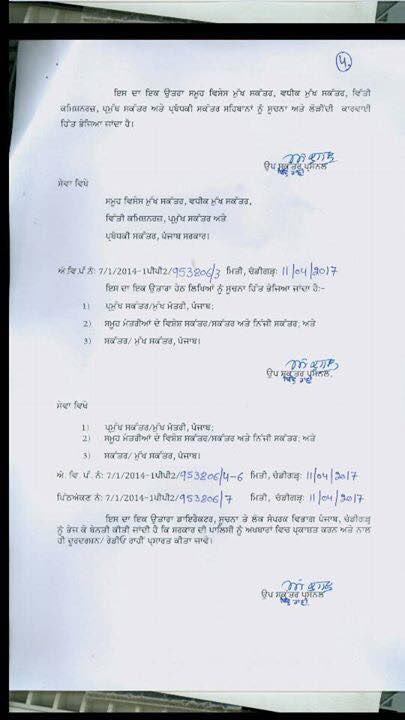 ੫.
ਇਸ ਦਾ ਇਕ ਉਤਰਾ ਸਮੂਹ ਵਿਸੇਸ ਮੁੱਖ ਸਕੱਤਰ, ਵਧੀਕ ਮੁੱਖ ਸਕੱਤਰ, ਵਿੱਤੀ
ਕਮਿਸ਼ਨਰਜ਼, ਪ੍ਰਮੁੱਖ ਸਕੱਤਰ ਅਤੇ ਪ੍ਰਬੰਧਕੀ ਸਕੱਤਰ ਸਹਿਬਾਨਾਂ ਨੂੰ ਸੂਚਨਾ ਅਤੇ ਲੋੜੀਂਦੀ ਕਾਰਵਾਈ
ਹਿੱਤ ਭੇਜਿਆ ਜਾਂਦਾ ਹੈ।
ਉਪ ਸਕੱਤਰ ਪ੍ਰਸੋਨਲ
ਸੇਵਾ ਵਿਖੇ
ਸਮੂਹ ਵਿਸੇਸ ਮੁੱਖ ਸਕੱਤਰ, ਵਧੀਕ ਮੁੱਖ ਸਕੱਤਰ,
ਵਿੱਤੀ ਕਮਿਸ਼ਨਰਜ਼, ਪ੍ਰਮੁੱਖ ਸਕੱਤਰ ਅਤੇ
ਪ੍ਰਬੰਧਕੀ ਸਕੱਤਰ, ਪੰਜਾਬ ਸਰਕਾਰ।
ਅੰ.ਵਿ.ਪੱ ਨੰ: 7/1/2014-1ਪੀਪੀ2/953806/3 ਮਿਤੀ, ਚੰਡੀਗੜ੍ਹ: 11/04/2017
ਇਸ ਦਾ ਇਕ ਉਤਾਰਾ ਹੇਠ ਲਿਖਿਆਂ ਨੂੰ ਸੂਚਨਾ ਹਿੱਤ ਭੇਜਿਆ ਜਾਂਦਾ ਹੈ:-
1) ਪ੍ਰਮੁੱਖ ਸਕੱਤਰ/ਮੁੱਖ ਮੰਤਰੀ, ਪੰਜਾਬ;
2) ਸਮੂਹ ਮੰਤਰੀਆਂ ਦੇ ਵਿਸ਼ੇਸ਼ ਸਕੱਤਰ/ਸਕੱਤਰ ਅਤੇ ਨਿੱਜੀ ਸਕੱਤਰ; ਅਤੇ
3) ਸਕੱਤਰ/ ਮੁੱਖ ਸਕੱਤਰ, ਪੰਜਾਬ।
ਉਪ ਸਕੱਤਰ ਪ੍ਰਸੋਨਲ,
ਸੇਵਾ ਵਿਖੇ
1) ਪ੍ਰਮੁੱਖ ਸਕੱਤਰ/ਮੁੱਖ ਮੰਤਰੀ, ਪੰਜਾਬ;
2) ਸਮੂਹ ਮੰਤਰੀਆਂ ਦੇ ਵਿਸ਼ੇਸ਼ ਸਕੱਤਰ/ਸਕੱਤਰ ਅਤੇ ਨਿੱਜੀ ਸਕੱਤਰ; ਅਤੇ
3) ਸਕੱਤਰ/ ਮੁੱਖ ਸਕੱਤਰ, ਪੰਜਾਬ।
ਅੰ. ਵਿ. ਪੱ. ਨੰ: 7/1/2014-1ਪੀਪੀ2/953806/4-6 ਮਿਤੀ, ਚੰਡੀਗੜ੍ਹ: 11/04/2017
ਪਿੱਠਅੰਕਣ ਨੰ: 7/1/2014-1ਪੀਪੀ2/953806/7 ਮਿਤੀ, ਚੰਡੀਗੜ੍ਹ: 11/04/2017
ਇਸ ਦਾ ਇਕ ਉਤਾਰਾ ਡਾਇਰੈਕਟਰ, ਸੂਚਨਾ ਤੇ ਲੋਕ ਸੰਪਰਕ ਵਿਭਾਗ ਪੰਜਾਬ, ਚੰਡੀਗੜ੍ਹ
ਨੂੰ ਭੇਜ ਕੇ ਬੇਨਤੀ ਕੀਤੀ ਜਾਂਦੀ ਹੈ ਕਿ ਸਰਕਾਰ ਦੀ ਪਾਲਿਸੀ ਨੂੰ ਅਖਬਾਰਾਂ ਵਿਚ ਪ੍ਰਕਾਸ਼ਤ ਕਰਨ ਅਤੇ ਨਾਲ
ਹੀ ਦੂਰਦਰਸ਼ਨ/ ਰੇਡੀਓ ਰਾਹੀਂ ਪ੍ਰਸਾਰਤ ਕੀਤਾ ਜਾਵੇ।
ਉਪ ਸਕੱਤਰ ਪ੍ਰਸੋਨਲ